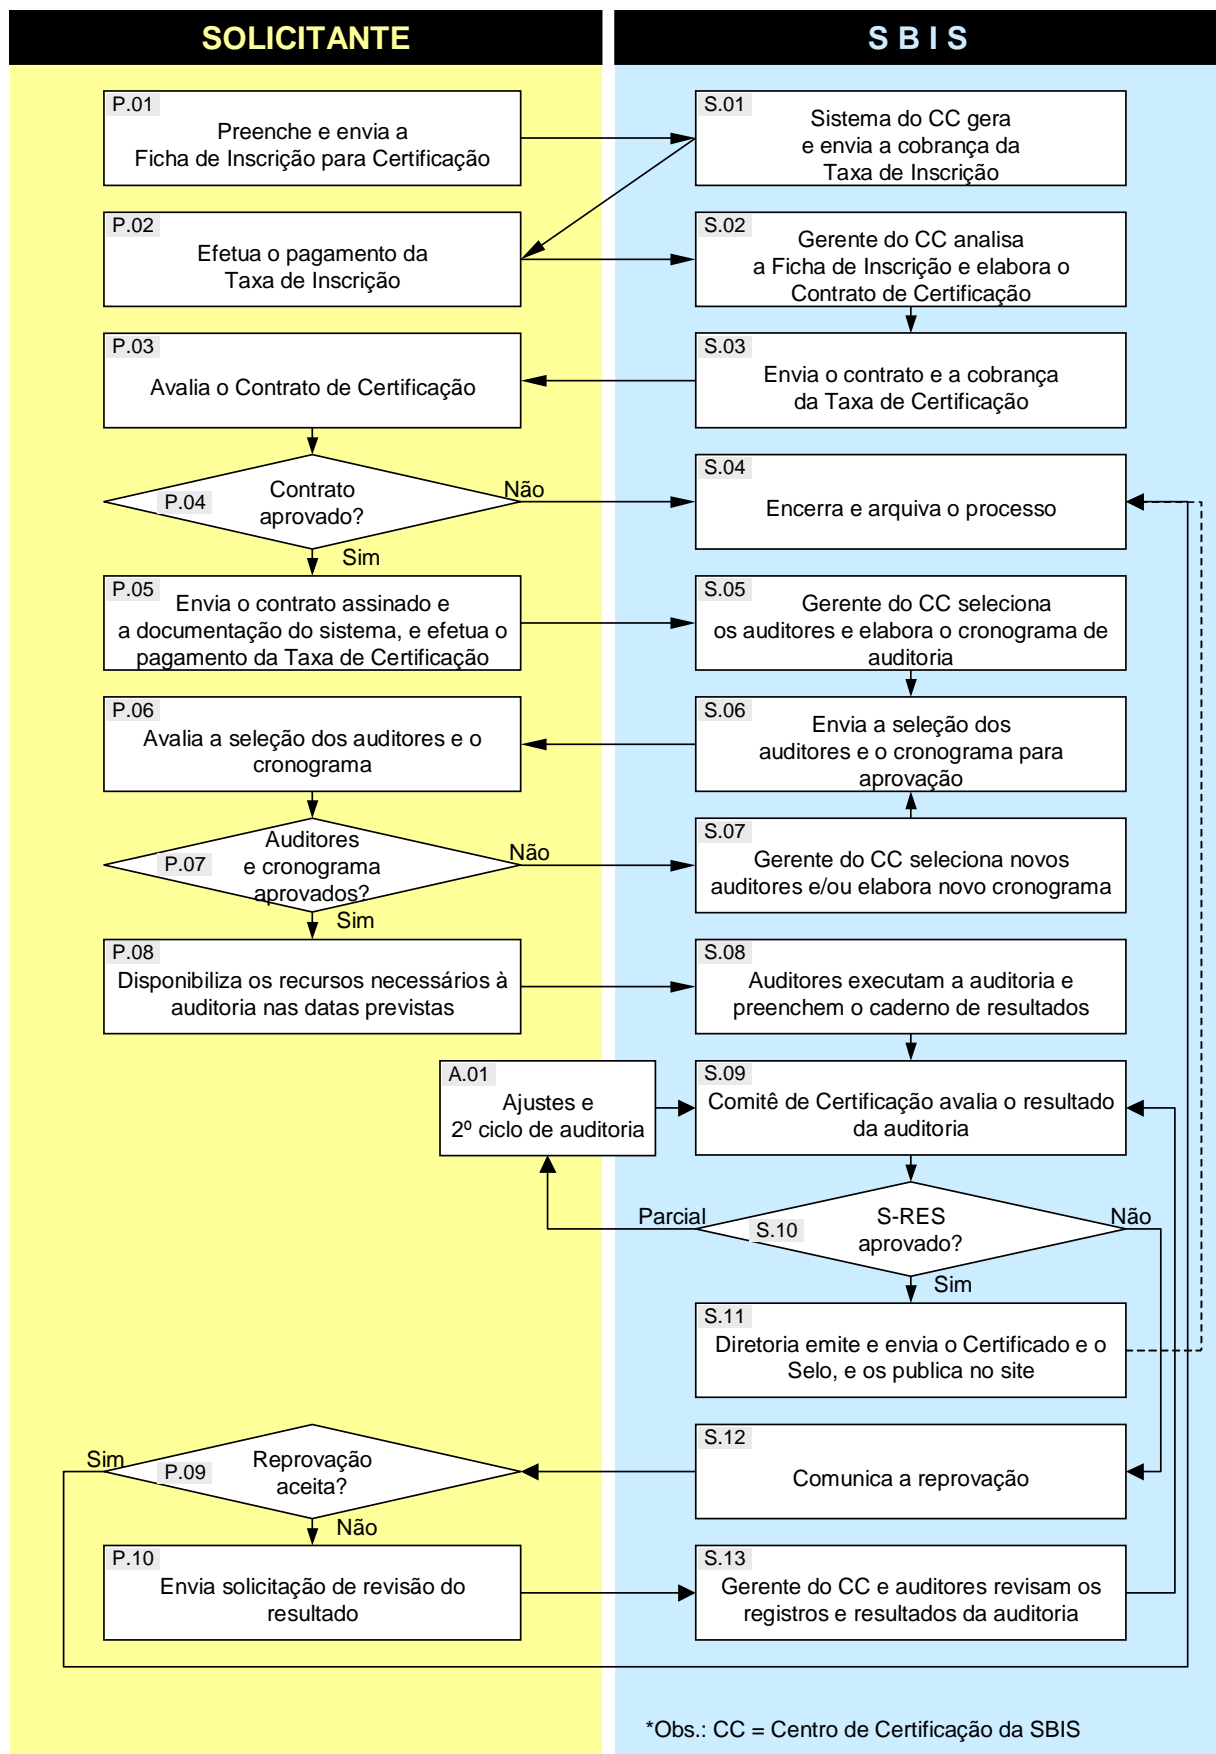 SOLICITANTE
S B I S
P.01
Preenche e envia a
Ficha de Inscrição para Certificação
S.01
Sistema do CC gera
e envia a cobrança da
Taxa de Inscrição
P.02
Efetua o pagamento da
Taxa de Inscrição
S.02
Gerente do CC analisa
a Ficha de Inscrição e elabora o
Contrato de Certificação
P.03
Avalia o Contrato de Certificação
S.03
Envia o contrato e a cobrança
da Taxa de Certificação
P.04
Contrato
aprovado?
Não
Sim
S.04
Encerra e arquiva o processo
P.05
Envia o contrato assinado e
a documentação do sistema, e efetua o
pagamento da Taxa de Certificação
S.05
Gerente do CC seleciona
os auditores e elabora o cronograma de
auditoria
P.06
Avalia a seleção dos auditores e o
cronograma
S.06
Envia a seleção dos
auditores e o cronograma para
aprovação
P.07
Auditores
e cronograma
aprovados?
Não
Sim
S.07
Gerente do CC seleciona novos
auditores e/ou elabora novo cronograma
P.08
Disponibiliza os recursos necessários à
auditoria nas datas previstas
S.08
Auditores executam a auditoria e
preenchem o caderno de resultados
A.01
Ajustes e
2º ciclo de auditoria
S.09
Comitê de Certificação avalia o resultado
da auditoria
Parcial
S.10
S-RES
aprovado?
Não
Sim
S.11
Diretoria emite e envia o Certificado e o
Selo, e os publica no site
Sim
P.09
Reprovação
aceita?
Não
S.12
Comunica a reprovação
P.10
Envia solicitação de revisão do
resultado
S.13
Gerente do CC e auditores revisam os
registros e resultados da auditoria
*Obs.: CC = Centro de Certificação da SBIS